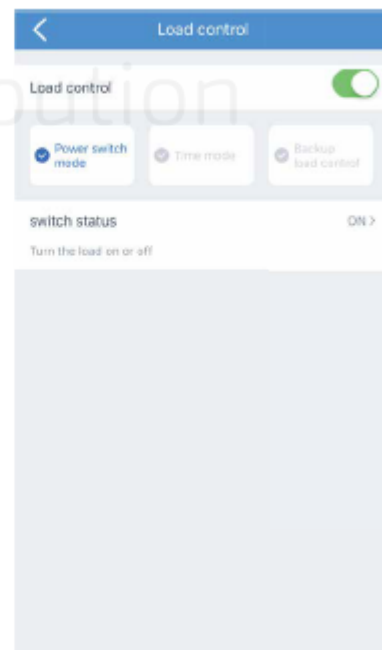 Load control
Load control
bution
Power switch
mode
Time mode
Backup
load control
switch status
ON >
Turn the load on or off